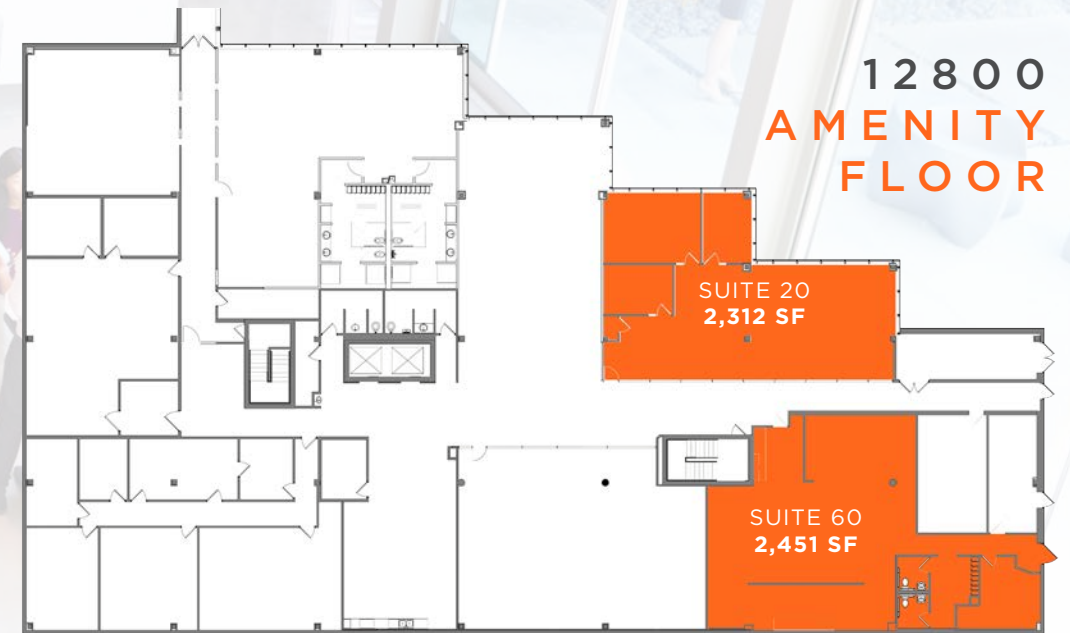 12800
AMENITY
FLOOR
SUITE 20
2,312 SF
SUITE 60
2,451 SF